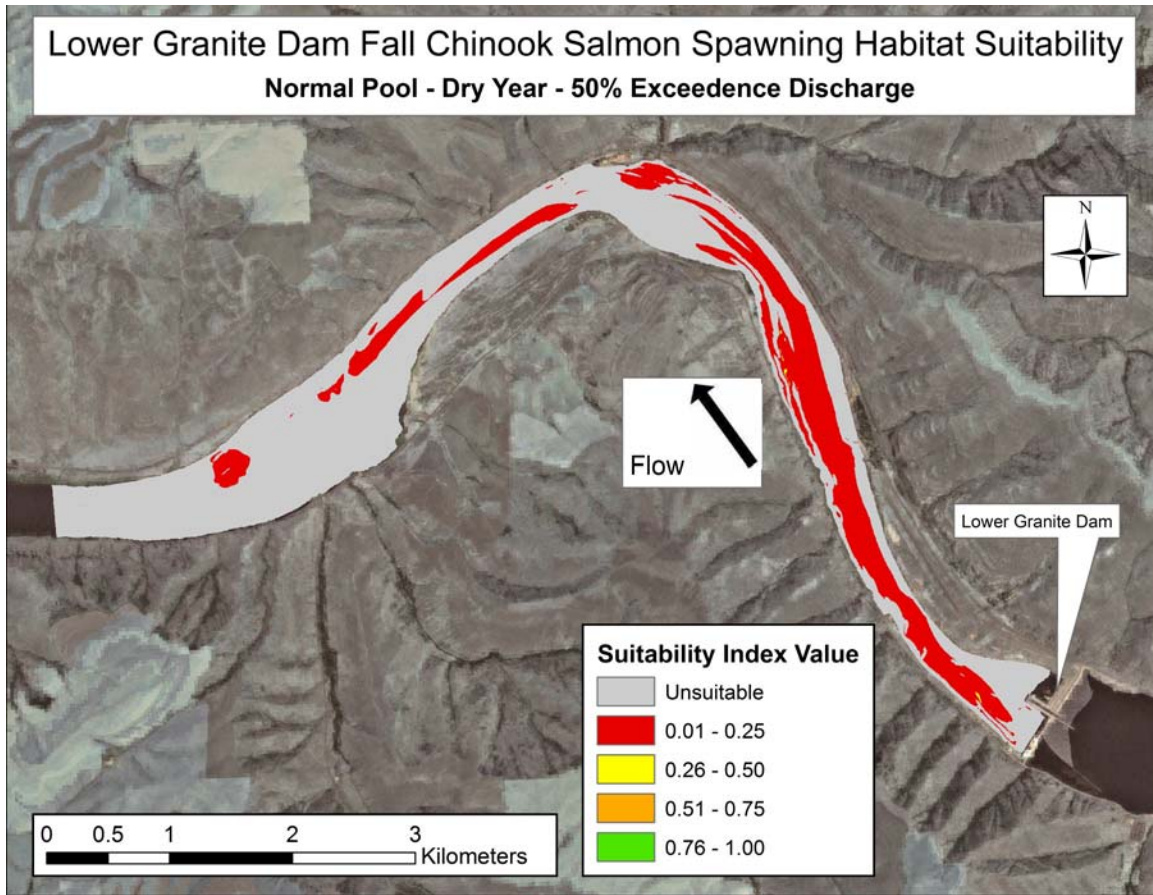 Lower Granite Dam Fall Chinook Salmon Spawning Habitat Suitability
Normal Pool - Dry Year - 50% Exceedence Discharge
N
Flow
Lower Granite Dam
Suitability Index Value
Unsuitable
0.01 - 0.25
0.26 - 0.50
0.51 - 0.75
0.76 - 1.00
0 0.5 1 2 3
Kilometers